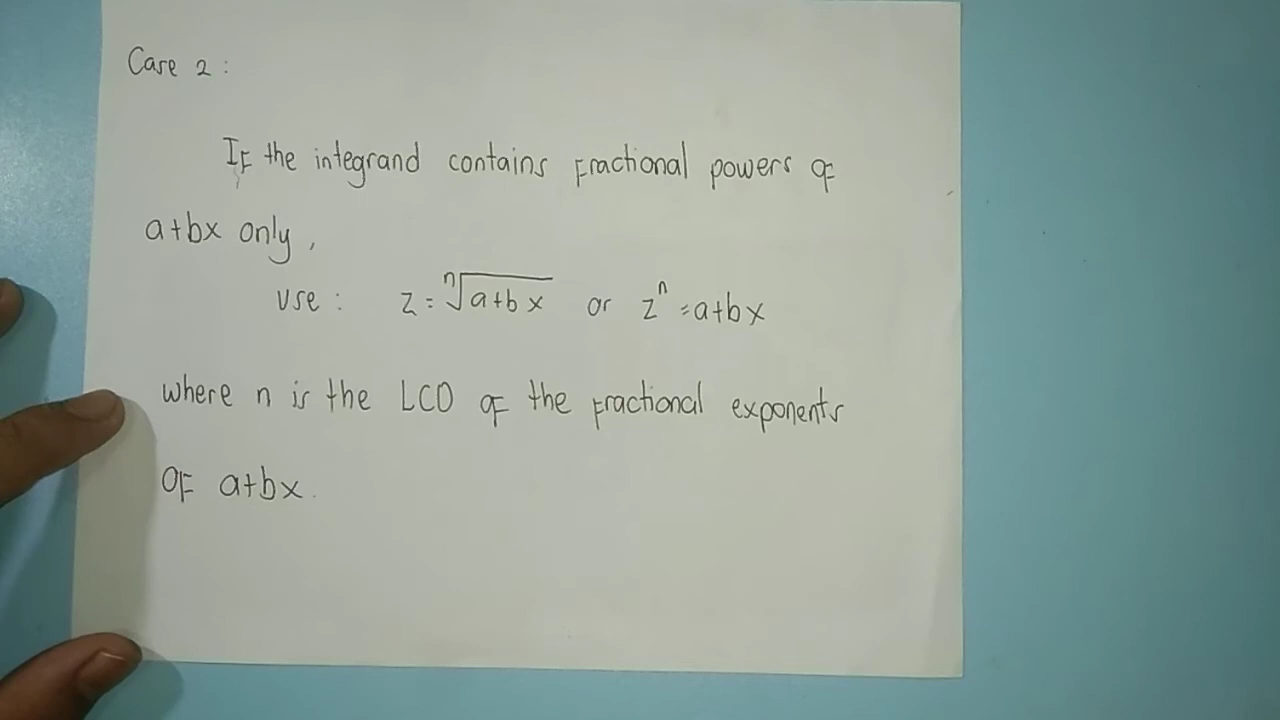 Case 2 :
If the integrand contains fractional powers of
a+bx only,
use : z = ⁿ√(a+bx) or zⁿ = a+bx
where n is the LCD of the fractional exponents
of a+bx.